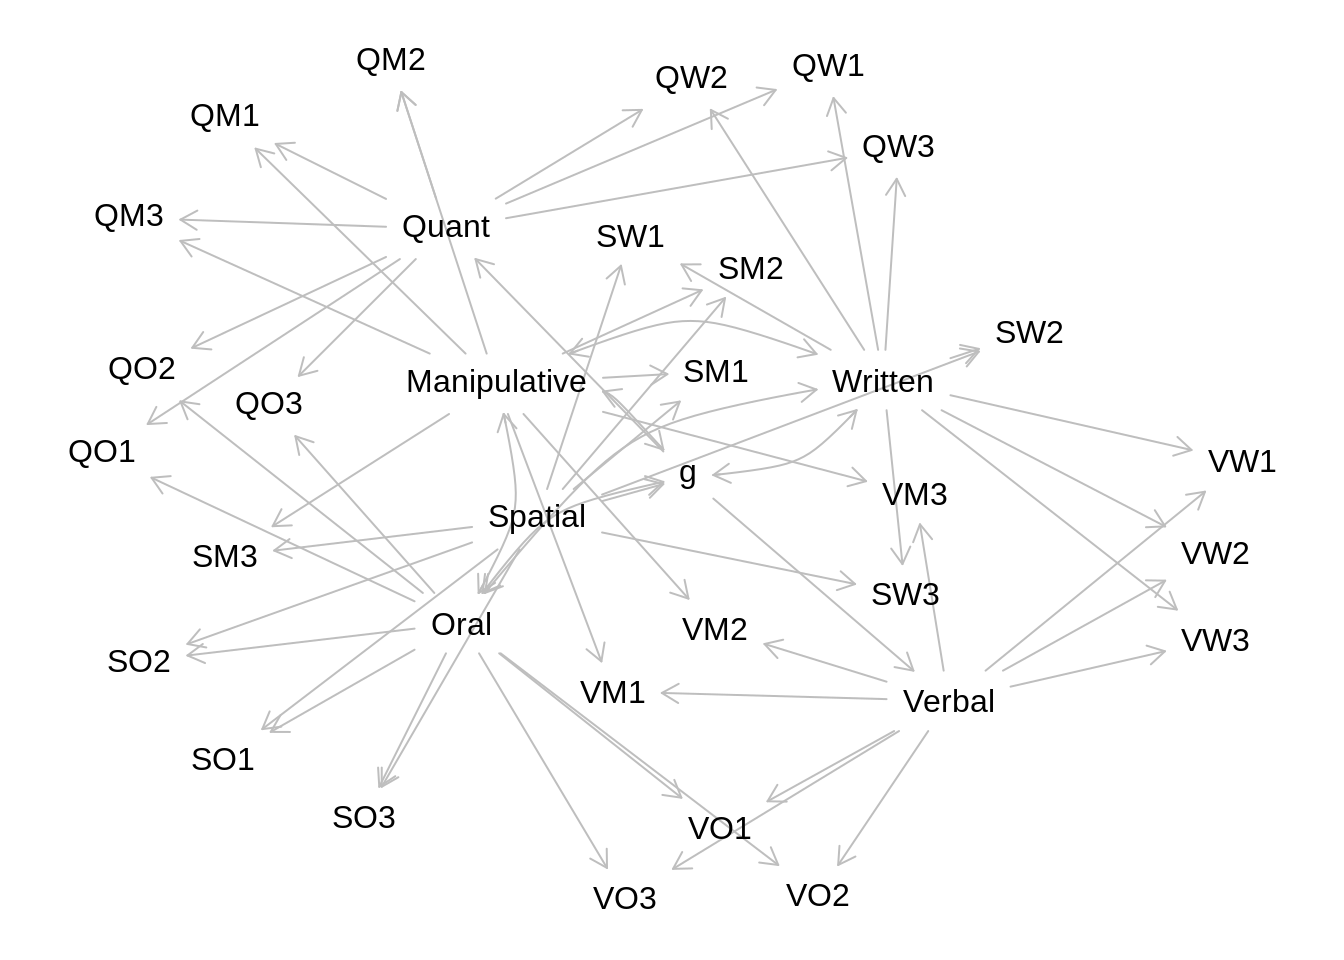 QM2
QW1
QW2
QM1
QW3
QM3
Quant
SW1
SM2
SW2
QO2
SM1
Manipulative
Written
QO3
QO1
VW1
g
VM3
Spatial
VW2
SM3
SW3
Oral
VM2
VW3
SO2
VM1
Verbal
SO1
SO3
VO1
VO2
VO3